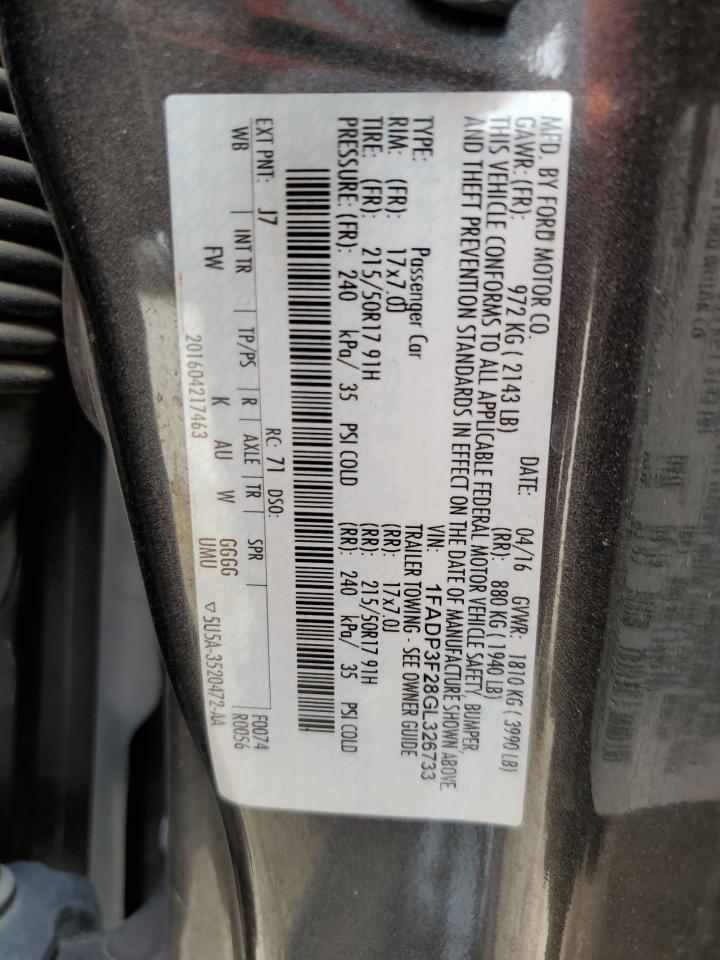 MFD. BY FORD MOTOR CO.
DATE: 04/16 GVWR: 1810 KG ( 3990 LB)
GAWR: (FR): 972 KG ( 2143 LB) (RR): 880 KG ( 1940 LB)
THIS VEHICLE CONFORMS TO ALL APPLICABLE FEDERAL MOTOR VEHICLE SAFETY, BUMPER,
AND THEFT PREVENTION STANDARDS IN EFFECT ON THE DATE OF MANUFACTURE SHOWN ABOVE.
VIN: 1FADP3F28GL326733
TYPE: Passenger Car TRAILER TOWING - SEE OWNER GUIDE
RIM: (FR): 17x7.0J (RR): 17x7.0J
TIRE: (FR): 215/50R17 91H (RR): 215/50R17 91H
PRESSURE: (FR): 240 kPa/ 35 PSI COLD (RR): 240 kPa/ 35 PSI COLD
EXT PNT: J7 RC: 71 DSO: F0074
WB INT TR TP/PS R AXLE TR SPR R0056
FW K AU W GGGG
UMU
201604217463 ▽5U5A-3520472-AA